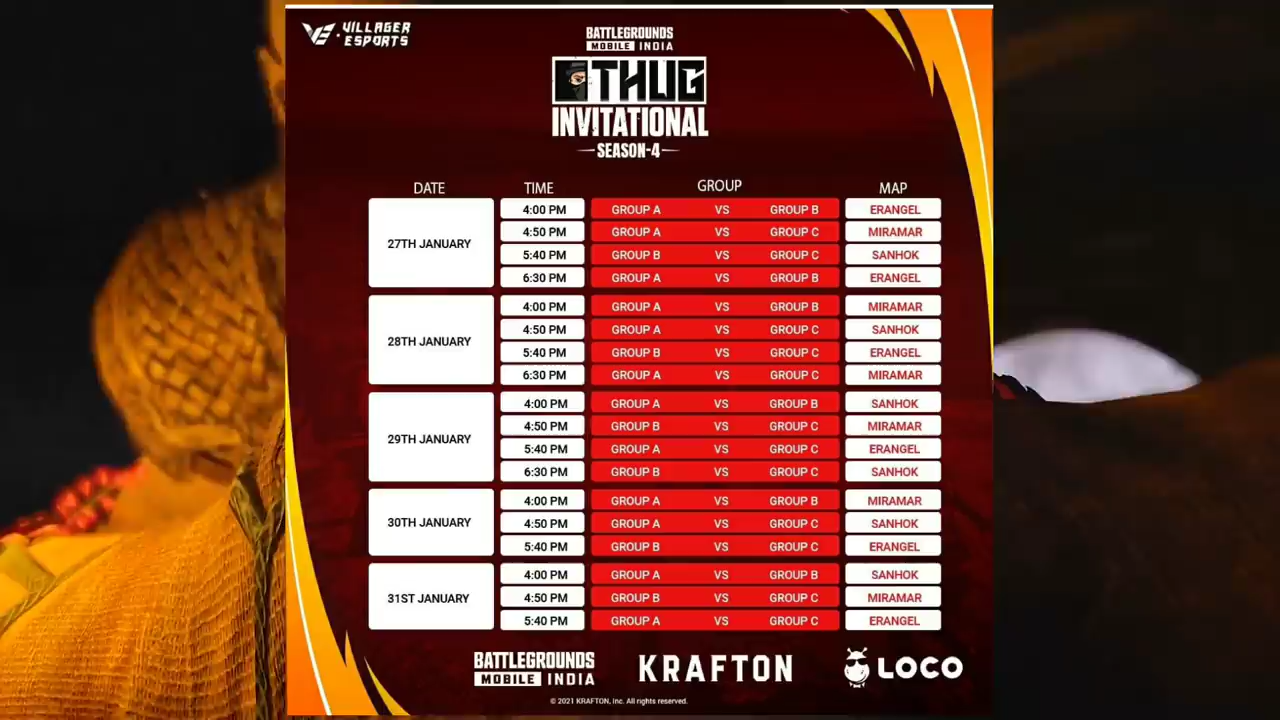 VILLAGER
ESPORTS
BATTLEGROUNDS
MOBILE INDIA
THUG
INVITATIONAL
SEASON-4
DATE TIME GROUP MAP
27TH JANUARY
4:00 PM GROUP A VS GROUP B ERANGEL
4:50 PM GROUP A VS GROUP C MIRAMAR
5:40 PM GROUP B VS GROUP C SANHOK
6:30 PM GROUP A VS GROUP B ERANGEL
28TH JANUARY
4:00 PM GROUP A VS GROUP B MIRAMAR
4:50 PM GROUP A VS GROUP C SANHOK
5:40 PM GROUP B VS GROUP C ERANGEL
6:30 PM GROUP A VS GROUP C MIRAMAR
29TH JANUARY
4:00 PM GROUP A VS GROUP B SANHOK
4:50 PM GROUP B VS GROUP C MIRAMAR
5:40 PM GROUP A VS GROUP C ERANGEL
6:30 PM GROUP B VS GROUP C SANHOK
30TH JANUARY
4:00 PM GROUP A VS GROUP B MIRAMAR
4:50 PM GROUP A VS GROUP C SANHOK
5:40 PM GROUP B VS GROUP C ERANGEL
31ST JANUARY
4:00 PM GROUP A VS GROUP B SANHOK
4:50 PM GROUP B VS GROUP C MIRAMAR
5:40 PM GROUP A VS GROUP C ERANGEL
BATTLEGROUNDS
MOBILE INDIA
KRAFTON
LOCO
© 2021 KRAFTON, Inc. All rights reserved.